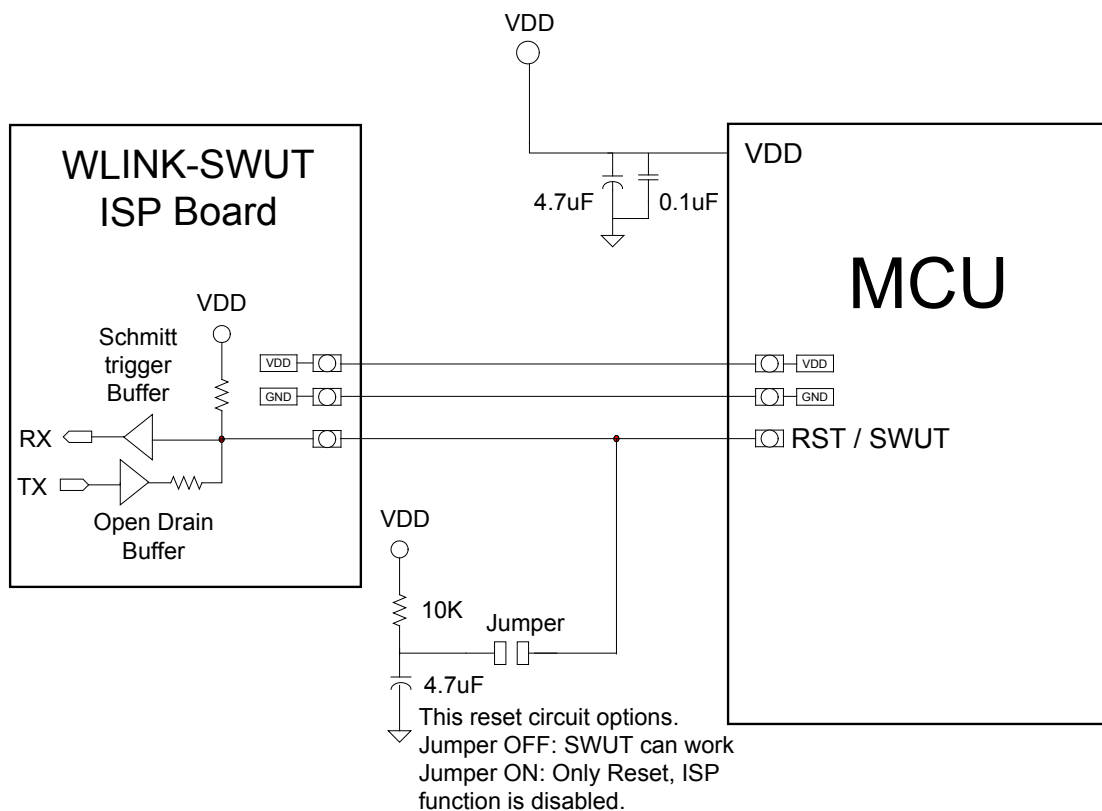 VDD
WLINK-SWUT
ISP Board
VDD
4.7uF
0.1uF
MCU
VDD
Schmitt
trigger
Buffer
VDD
VDD
GND
GND
RX
RST / SWUT
TX
Open Drain
Buffer
VDD
10K
Jumper
4.7uF
This reset circuit options.
Jumper OFF: SWUT can work
Jumper ON: Only Reset, ISP
function is disabled.